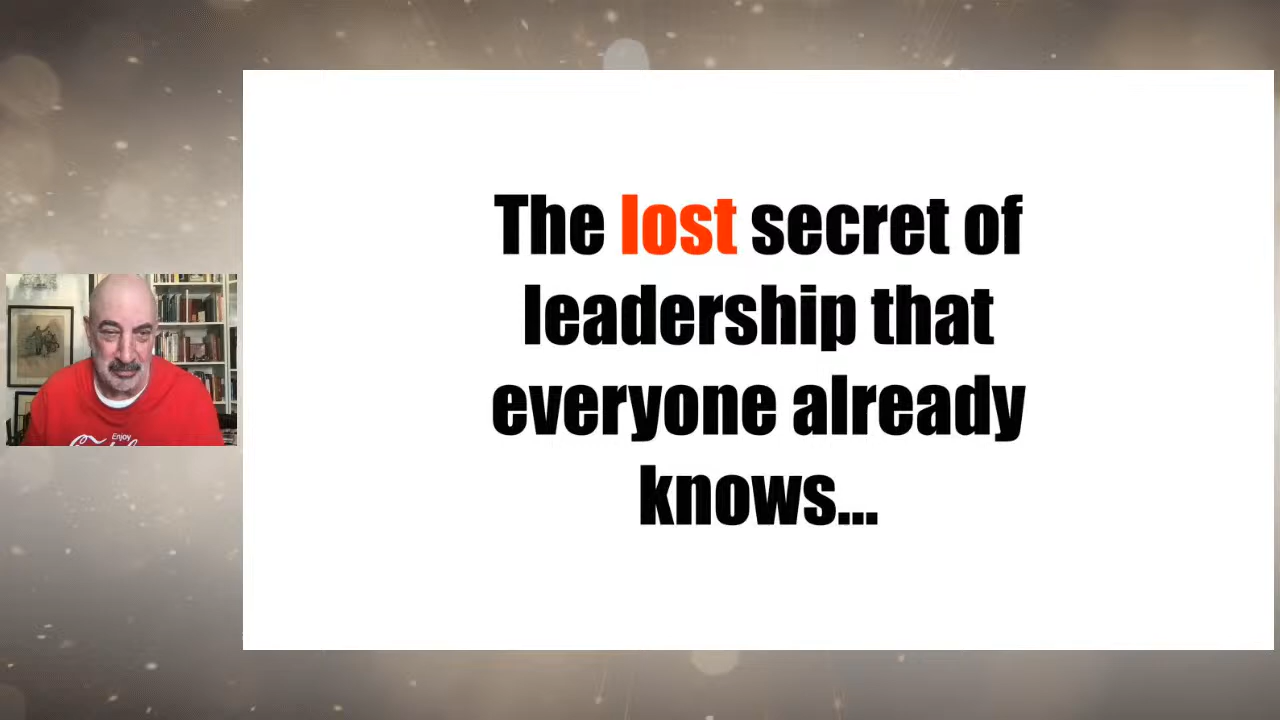 The lost secret of
leadership that
everyone already
knows...
Enjoy